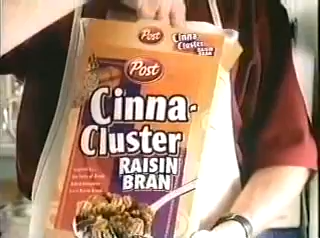 Post
Cinna-
Cluster
RAISIN
BRAN
Post
Cinna-
Cluster
RAISIN
BRAN